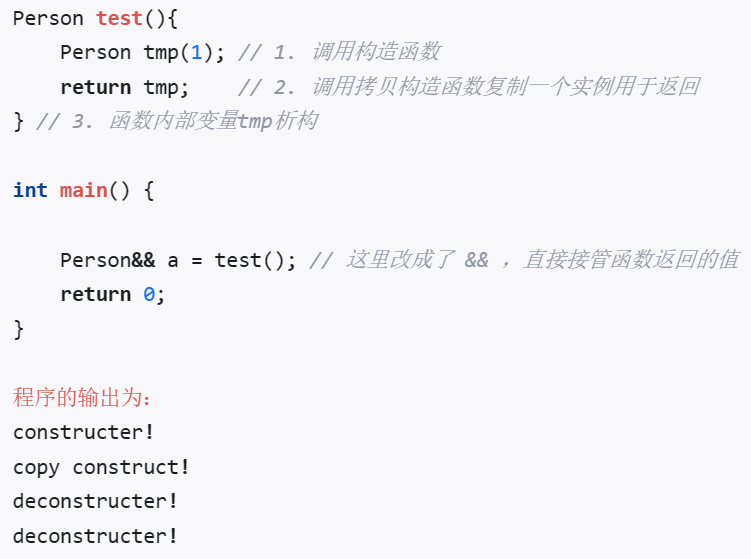 Person test(){
    Person tmp(1); // 1. 调用构造函数
    return tmp;    // 2. 调用拷贝构造函数复制一个实例用于返回
} // 3. 函数内部变量tmp析构
int main() {
    Person&& a = test(); // 这里改成了 && ，直接接管函数返回的值
    return 0;
}
程序的输出为：
constructer!
copy construct!
deconstructer!
deconstructer!